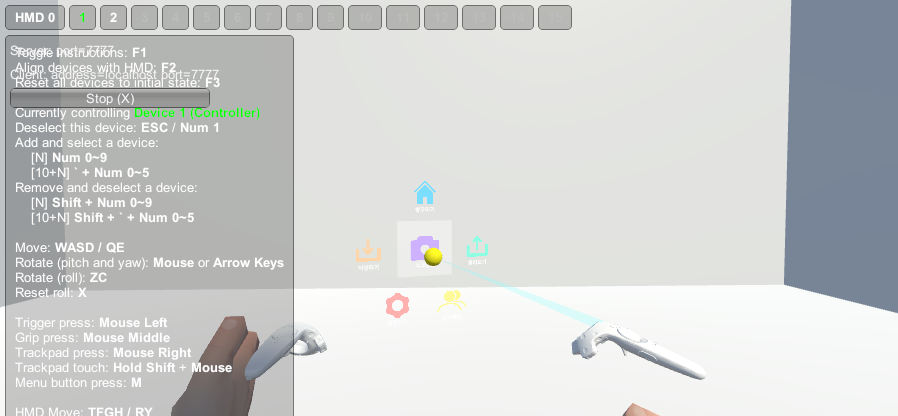 HMD 0 1 2 3 4 5 6 7 8 9 10 11 12 13 14 15
Server: port=7777
Toggle instructions: F1
Align devices with HMD: F2
Client: address=localhost port=7777
Reset all devices to initial state: F3
Stop (X)
Currently controlling Device 1 (Controller)
Deselect this device: ESC / Num 1
Add and select a device:
[N] Num 0~9
[10+N] ` + Num 0~5
Remove and deselect a device:
[N] Shift + Num 0~9
[10+N] Shift + ` + Num 0~5
Move: WASD / QE
Rotate (pitch and yaw): Mouse or Arrow Keys
Rotate (roll): ZC
Reset roll: X
Trigger press: Mouse Left
Grip press: Mouse Middle
Trackpad press: Mouse Right
Trackpad touch: Hold Shift + Mouse
Menu button press: M
HMD Move: TFGH / RY